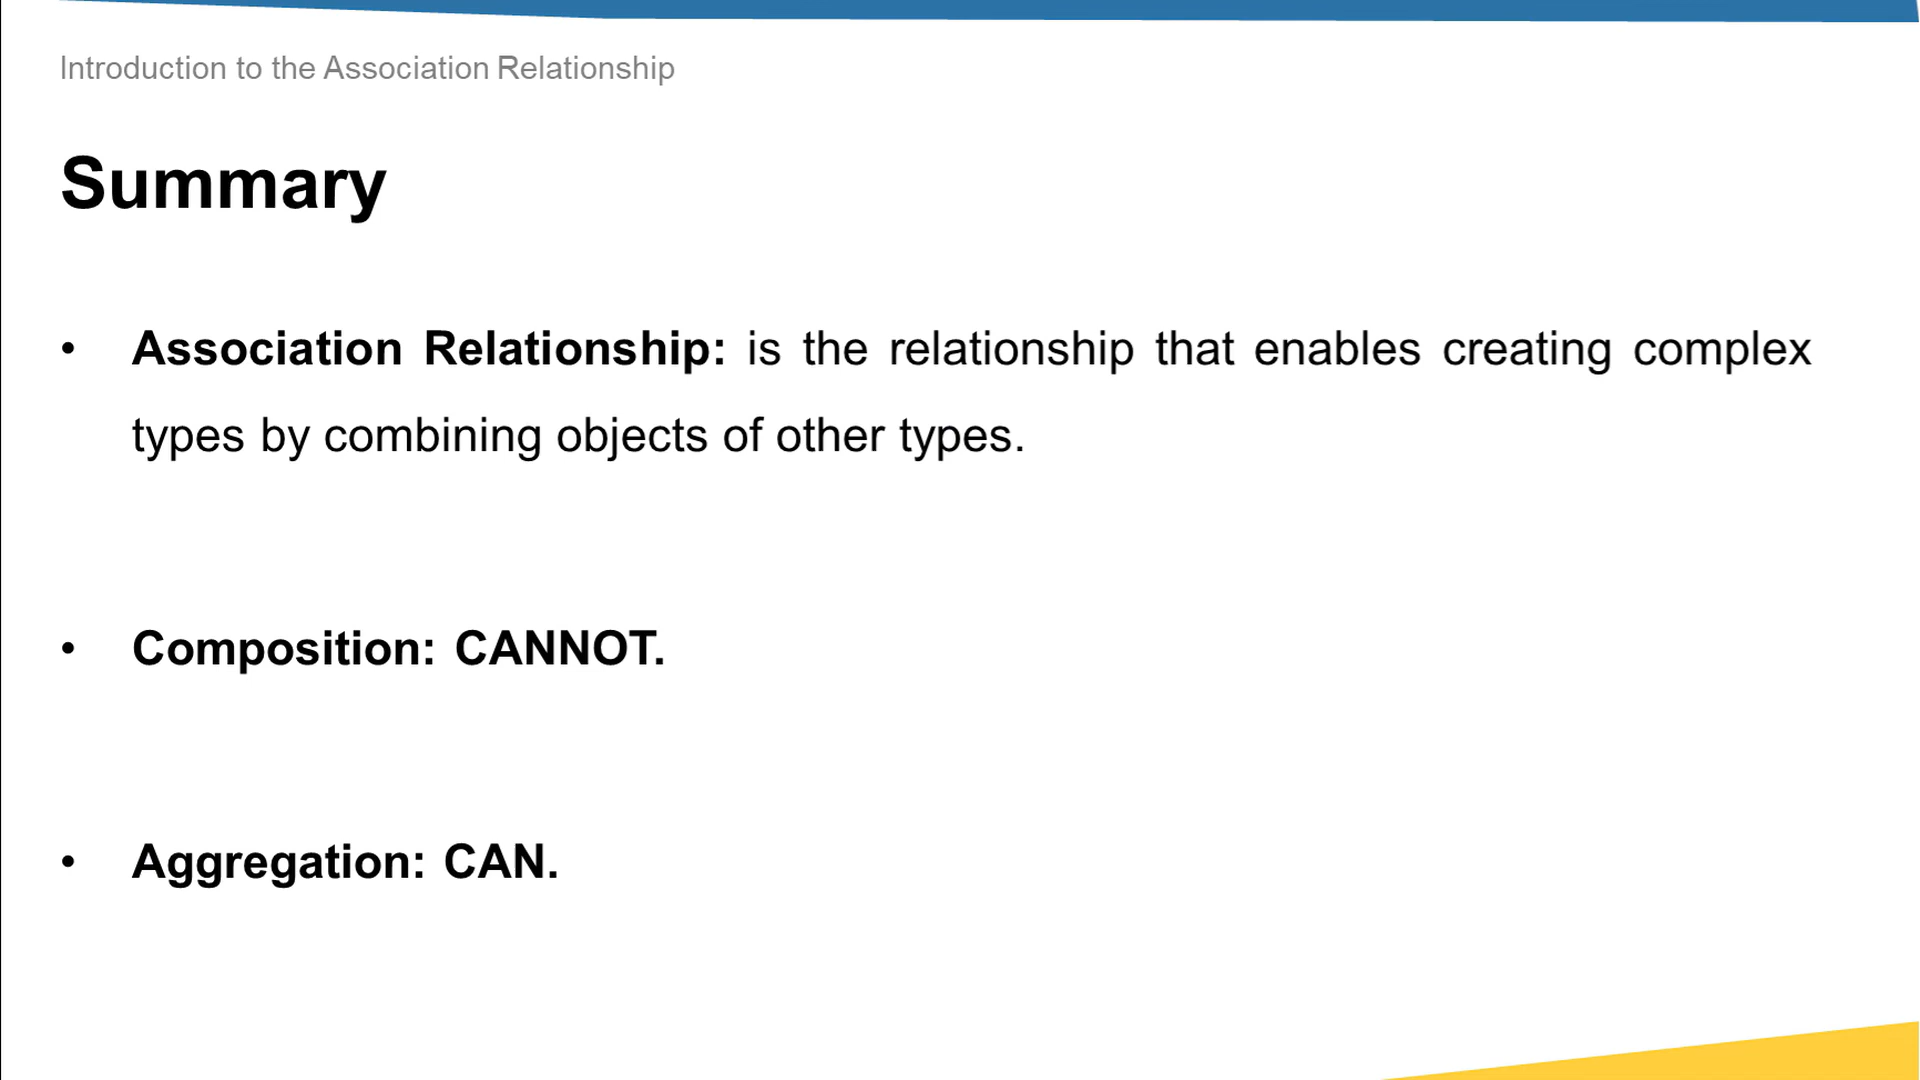 Introduction to the Association Relationship
Summary
• Association Relationship: is the relationship that enables creating complex
types by combining objects of other types.
• Composition: CANNOT.
• Aggregation: CAN.